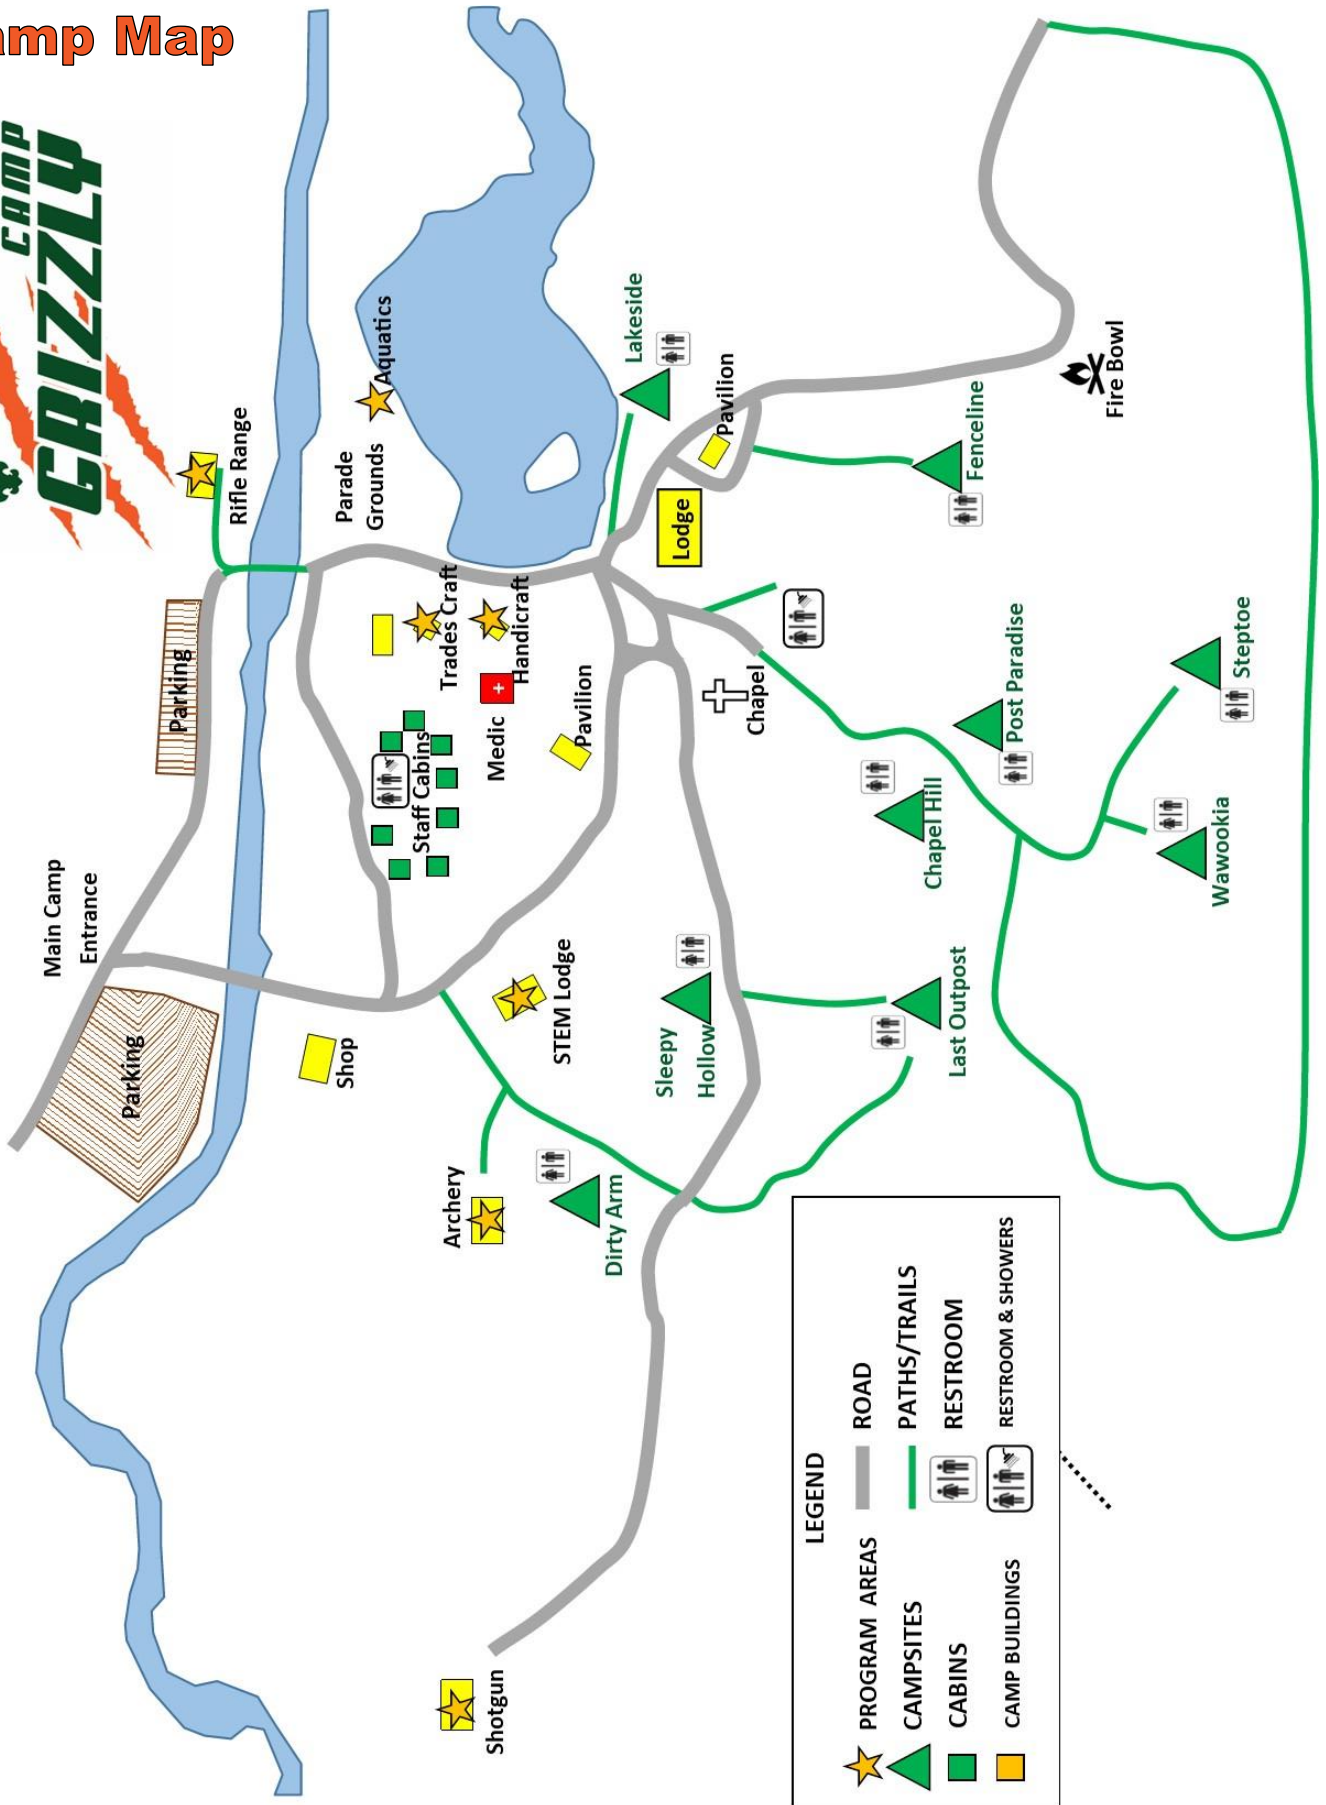 amp Map
CAMP
GRIZZLY
Rifle Range
Parking
Main Camp
Entrance
Parking
Parade
Grounds
Aquatics
Trades Craft
Handicraft
Medic
Staff Cabins
Pavilion
Shop
STEM Lodge
Archery
Dirty Arm
Sleepy
Hollow
Last Outpost
Lakeside
Pavilion
Lodge
Fenceline
Fire Bowl
Chapel
Chapel Hill
Post Paradise
Steptoe
Wawookia
Shotgun
LEGEND
PROGRAM AREAS
ROAD
CAMPSITES
PATHS/TRAILS
CABINS
RESTROOM
CAMP BUILDINGS
RESTROOM & SHOWERS